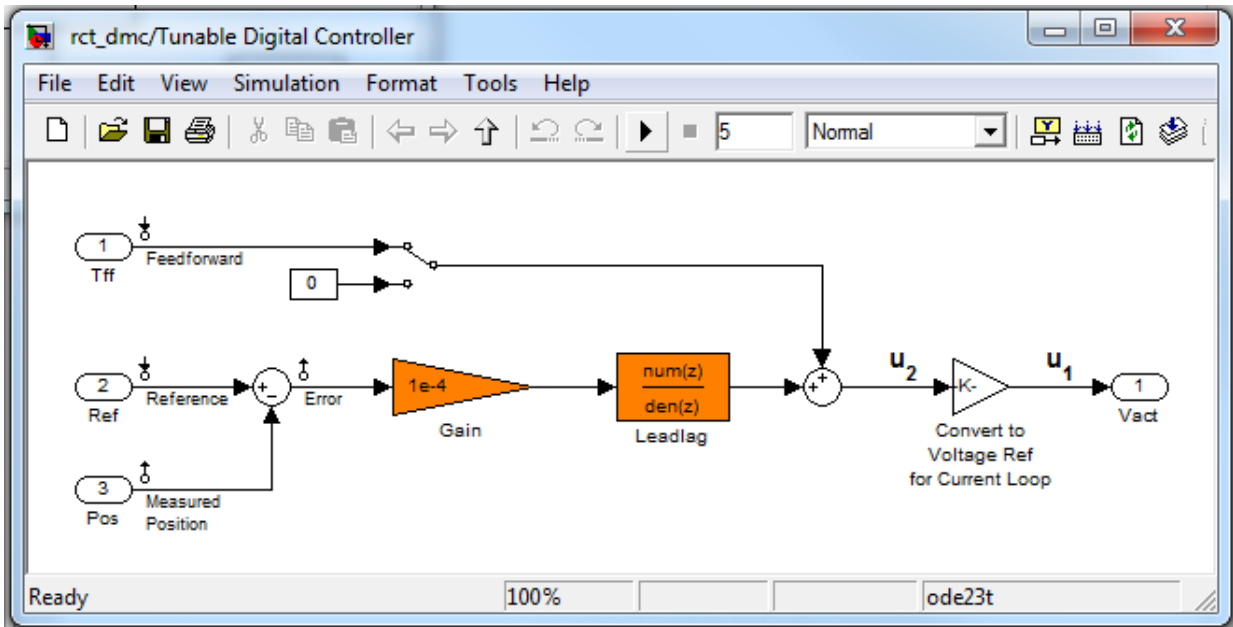 rct_dmc/Tunable Digital Controller
File Edit View Simulation Format Tools Help
5 Normal
1
Feedforward
Tff
0
2
Reference
Ref
+
−
Error
1e-4
Gain
num(z)
den(z)
Leadlag
+
+
u2
-K-
u1
Convert to
Voltage Ref
for Current Loop
1
Vact
3
Measured
Position
Pos
Ready 100% ode23t